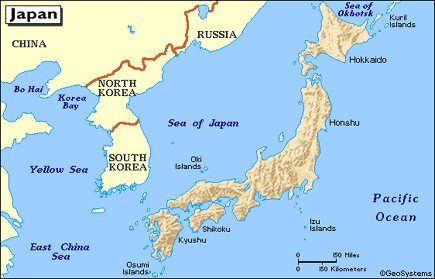 Japan
Sea of
Okhotsk
Kuril
Islands
RUSSIA
CHINA
Hokkaido
Bo Hai
NORTH
KOREA
Korea
Bay
Honshu
Sea of Japan
SOUTH
KOREA
Oki
Islands
Yellow Sea
Pacific
Ocean
Shikoku
Izu
Islands
Kyushu
East China
Sea
Osumi
Islands
0 150 Miles
0 150 Kilometers
©GeoSystems